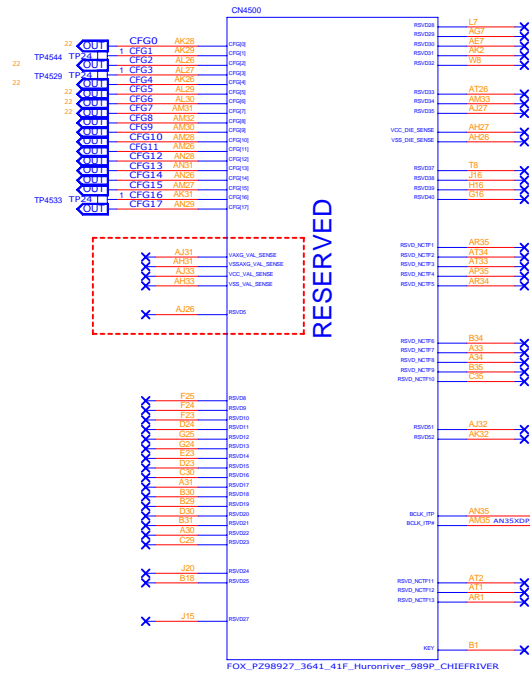 CN4500
22 OUT CFG0 AK28 CFG[0]
TP4544 TP24 1 CFG1 AK29 CFG[1]
22 OUT CFG2 AL26 CFG[2]
TP4529 TP24 1 CFG3 AL27 CFG[3]
22 OUT CFG4 AK26 CFG[4]
22 OUT CFG5 AL29 CFG[5]
22 OUT CFG6 AL30 CFG[6]
22 OUT CFG7 AM31 CFG[7]
OUT CFG8 AM32 CFG[8]
OUT CFG9 AM30 CFG[9]
OUT CFG10 AM28 CFG[10]
OUT CFG11 AM26 CFG[11]
OUT CFG12 AN28 CFG[12]
OUT CFG13 AN31 CFG[13]
OUT CFG14 AN26 CFG[14]
OUT CFG15 AM27 CFG[15]
TP4533 TP24 1 CFG16 AK31 CFG[16]
OUT CFG17 AN29 CFG[17]
AJ31 VAXG_VAL_SENSE
AH31 VSSAXG_VAL_SENSE
AJ33 VCC_VAL_SENSE
AH33 VSS_VAL_SENSE
AJ26 RSVD5
F25 RSVD8
F24 RSVD9
F23 RSVD10
D24 RSVD11
G25 RSVD12
G24 RSVD13
E23 RSVD14
D23 RSVD15
C30 RSVD16
A31 RSVD17
B30 RSVD18
B29 RSVD19
D30 RSVD20
B31 RSVD21
A30 RSVD22
C29 RSVD23
J20 RSVD24
B18 RSVD25
J15 RSVD27
RESERVED
RSVD28 L7
RSVD29 AG7
RSVD30 AE7
RSVD31 AK2
RSVD32 W8
RSVD33 AT26
RSVD34 AM33
RSVD35 AJ27
VCC_DIE_SENSE AH27
VSS_DIE_SENSE AH26
RSVD37 T8
RSVD38 J16
RSVD39 H16
RSVD40 G16
RSVD_NCTF1 AR35
RSVD_NCTF2 AT34
RSVD_NCTF3 AT33
RSVD_NCTF4 AP35
RSVD_NCTF5 AR34
RSVD_NCTF6 B34
RSVD_NCTF7 A33
RSVD_NCTF8 A34
RSVD_NCTF9 B35
RSVD_NCTF10 C35
RSVD51 AJ32
RSVD52 AK32
BCLK_ITP AN35
BCLK_ITP# AM35 AN35XDP
RSVD_NCTF11 AT2
RSVD_NCTF12 AT1
RSVD_NCTF13 AR1
KEY B1
FOX_PZ98927_3641_41F_Huronriver_989P_CHIEFRIVER